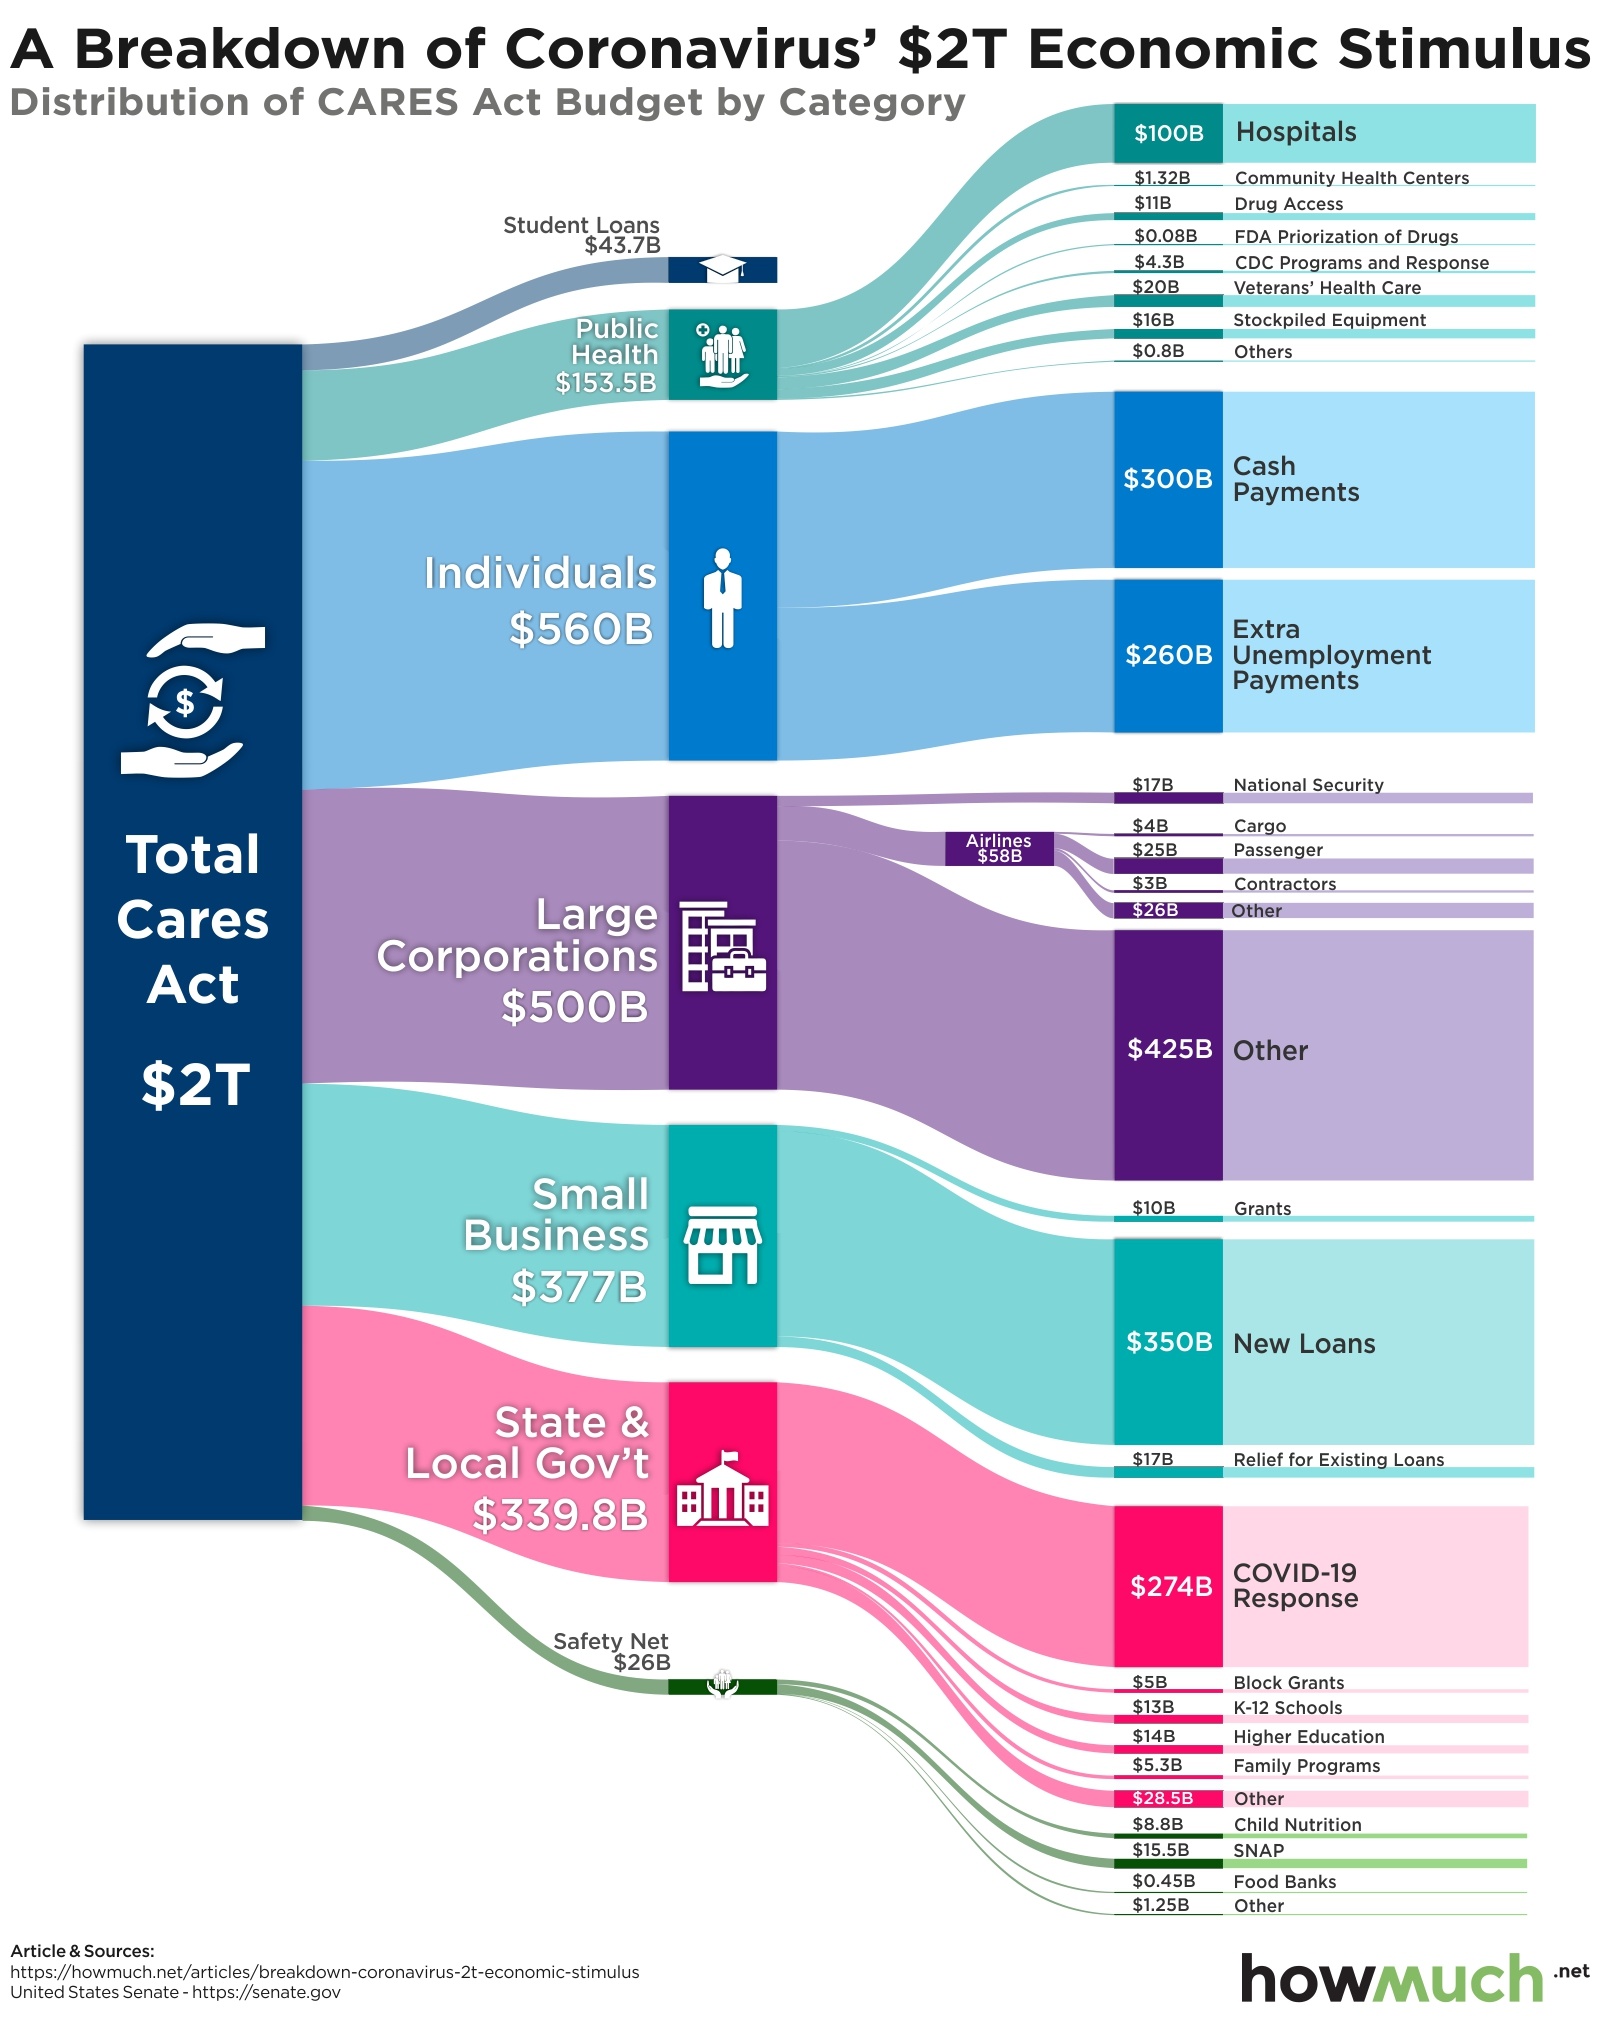 A Breakdown of Coronavirus’ $2T Economic Stimulus
Distribution of CARES Act Budget by Category
Total
Cares
Act
$2T
$
Student Loans
$43.7B
Public
Health
$153.5B
$100B Hospitals
$1.32B Community Health Centers
$11B Drug Access
$0.08B FDA Priorization of Drugs
$4.3B CDC Programs and Response
$20B Veterans’ Health Care
$16B Stockpiled Equipment
$0.8B Others
Individuals
$560B
$300B Cash
Payments
$260B Extra
Unemployment
Payments
Large
Corporations
$500B
$17B National Security
Airlines
$58B
$4B Cargo
$25B Passenger
$3B Contractors
$26B Other
$425B Other
Small
Business
$377B
$10B Grants
$350B New Loans
$17B Relief for Existing Loans
State &
Local Gov’t
$339.8B
$274B COVID-19
Response
$5B Block Grants
$13B K-12 Schools
$14B Higher Education
$5.3B Family Programs
$28.5B Other
Safety Net
$26B
$8.8B Child Nutrition
$15.5B SNAP
$0.45B Food Banks
$1.25B Other
Article & Sources:
https://howmuch.net/articles/breakdown-coronavirus-2t-economic-stimulus
United States Senate - https://senate.gov
howmuch.net